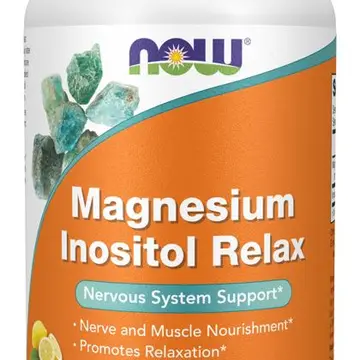 NOW
Magnesium
Inositol Relax
Nervous System Support*
• Nerve and Muscle Nourishment*
• Promotes Relaxation*